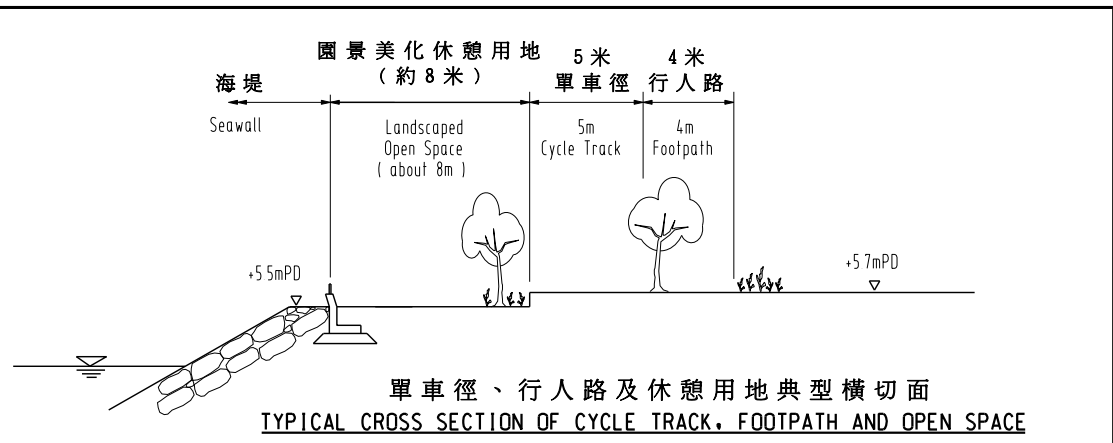 園景美化休憩用地
(約8米)
5米
單車徑
4米
行人路
海堤
Seawall
Landscaped
Open Space
( about 8m )
5m
Cycle Track
4m
Footpath
+5 5mPD
+5 7mPD
單車徑、行人路及休憩用地典型橫切面
TYPICAL CROSS SECTION OF CYCLE TRACK, FOOTPATH AND OPEN SPACE